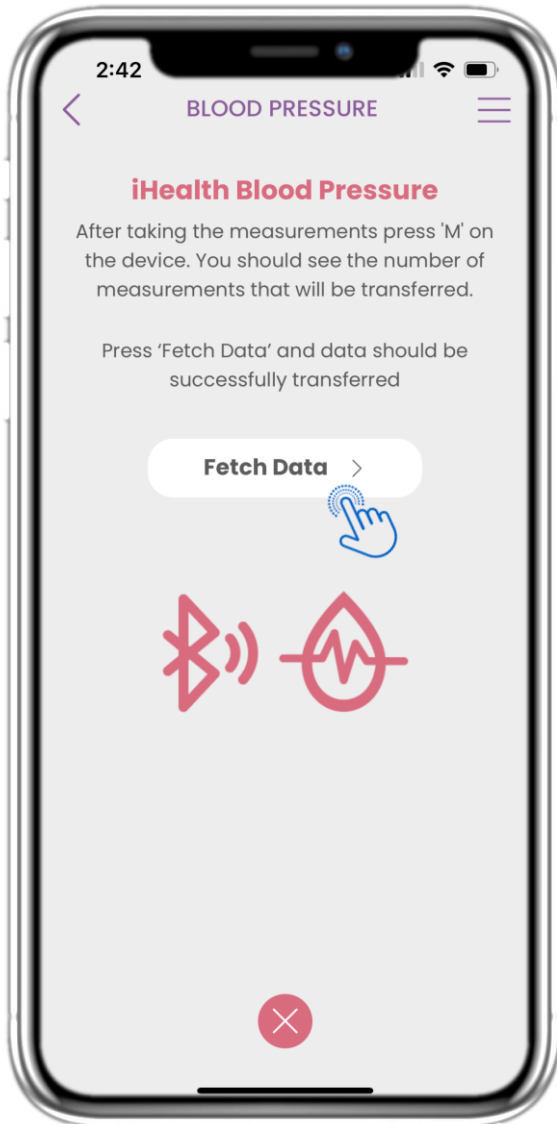 2:42
BLOOD PRESSURE
iHealth Blood Pressure
After taking the measurements press 'M' on
the device. You should see the number of
measurements that will be transferred.
Press ‘Fetch Data’ and data should be
successfully transferred
Fetch Data